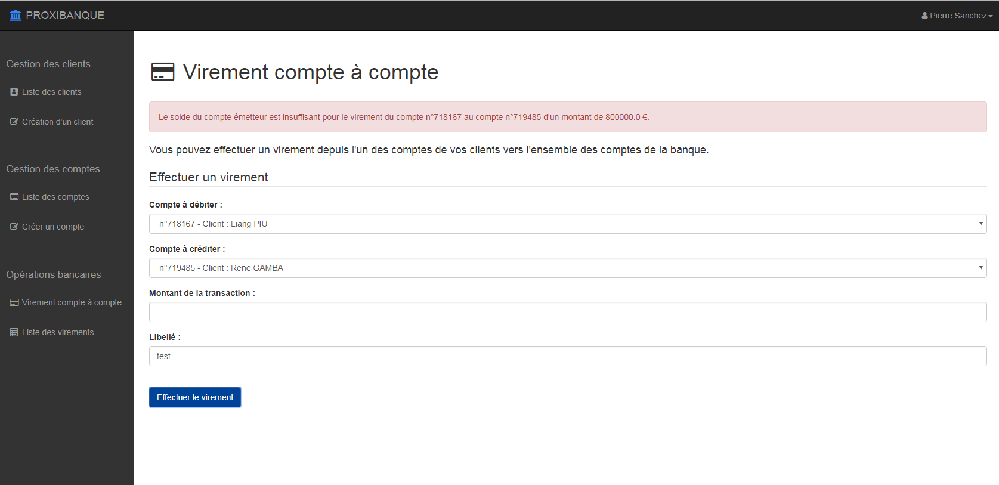 PROXIBANQUE
Pierre Sanchez
Gestion des clients
Liste des clients
Création d'un client
Gestion des comptes
Liste des comptes
Créer un compte
Opérations bancaires
Virement compte à compte
Liste des virements
Virement compte à compte
Le solde du compte émetteur est insuffisant pour le virement du compte n°718167 au compte n°719485 d'un montant de 800000.0 €.
Vous pouvez effectuer un virement depuis l'un des comptes de vos clients vers l'ensemble des comptes de la banque.
Effectuer un virement
Compte à débiter :
n°718167 - Client : Liang PIU
Compte à créditer :
n°719485 - Client : Rene GAMBA
Montant de la transaction :
Libellé :
test
Effectuer le virement